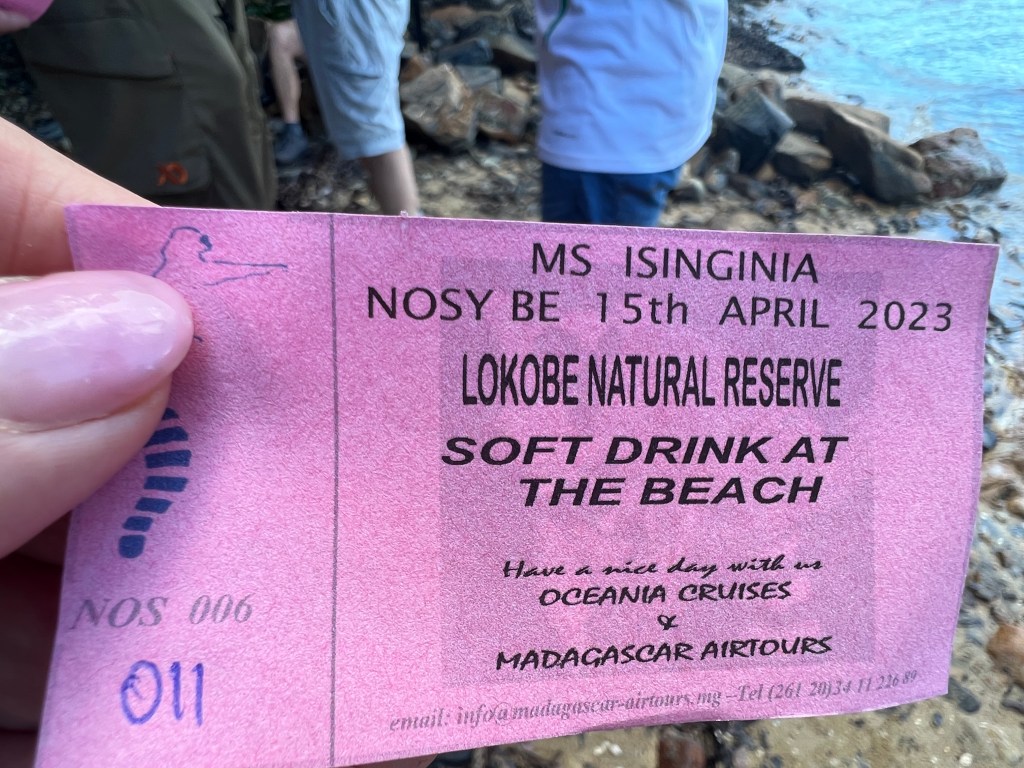 MS ISINGINIA
NOSY BE 15th APRIL 2023
LOKOBE NATURAL RESERVE
SOFT DRINK AT
THE BEACH
Have a nice day with us
OCEANIA CRUISES
&
MADAGASCAR AIRTOURS
email: info@madagascar-airtours.mg -Tel (261 20)34 11 226 89
NOS 006
011